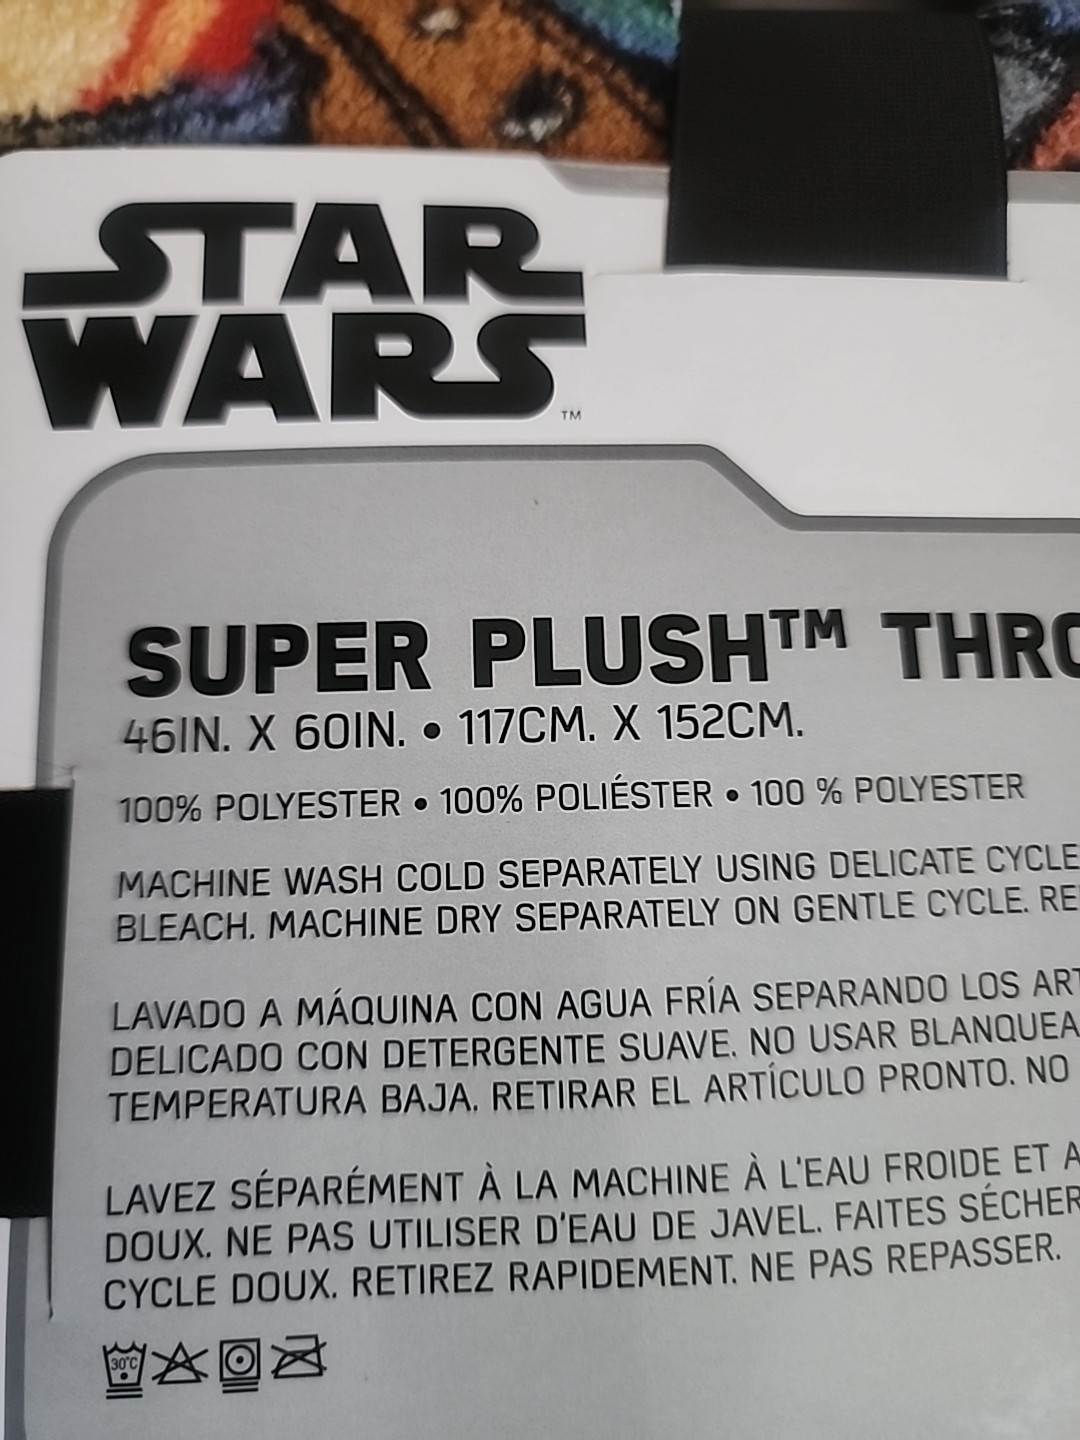 STAR
WARS
TM
SUPER PLUSH™ THRO
46IN. X 60IN. • 117CM. X 152CM.
100% POLYESTER • 100% POLIÉSTER • 100 % POLYESTER
MACHINE WASH COLD SEPARATELY USING DELICATE CYCLE
BLEACH. MACHINE DRY SEPARATELY ON GENTLE CYCLE. RE
LAVADO A MÁQUINA CON AGUA FRÍA SEPARANDO LOS ART
DELICADO CON DETERGENTE SUAVE. NO USAR BLANQUEA
TEMPERATURA BAJA. RETIRAR EL ARTÍCULO PRONTO. NO
LAVEZ SÉPARÉMENT À LA MACHINE À L'EAU FROIDE ET A
DOUX. NE PAS UTILISER D'EAU DE JAVEL. FAITES SÉCHER
CYCLE DOUX. RETIREZ RAPIDEMENT. NE PAS REPASSER.
30°C